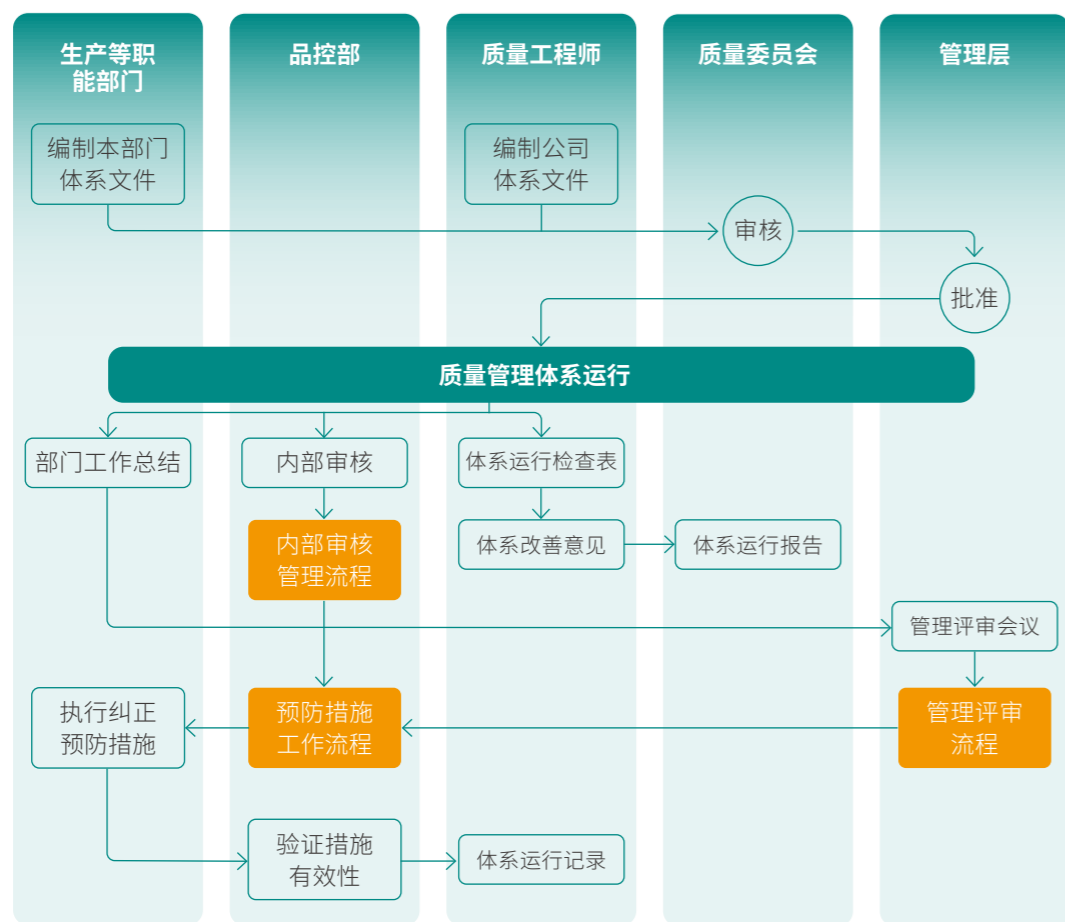 生产等职
能部门
品控部
质量工程师
质量委员会
管理层
编制本部门
体系文件
编制公司
体系文件
审核
批准
质量管理体系运行
部门工作总结
内部审核
体系运行检查表
内部审核
管理流程
体系改善意见
体系运行报告
管理评审会议
执行纠正
预防措施
预防措施
工作流程
管理评审
流程
验证措施
有效性
体系运行记录